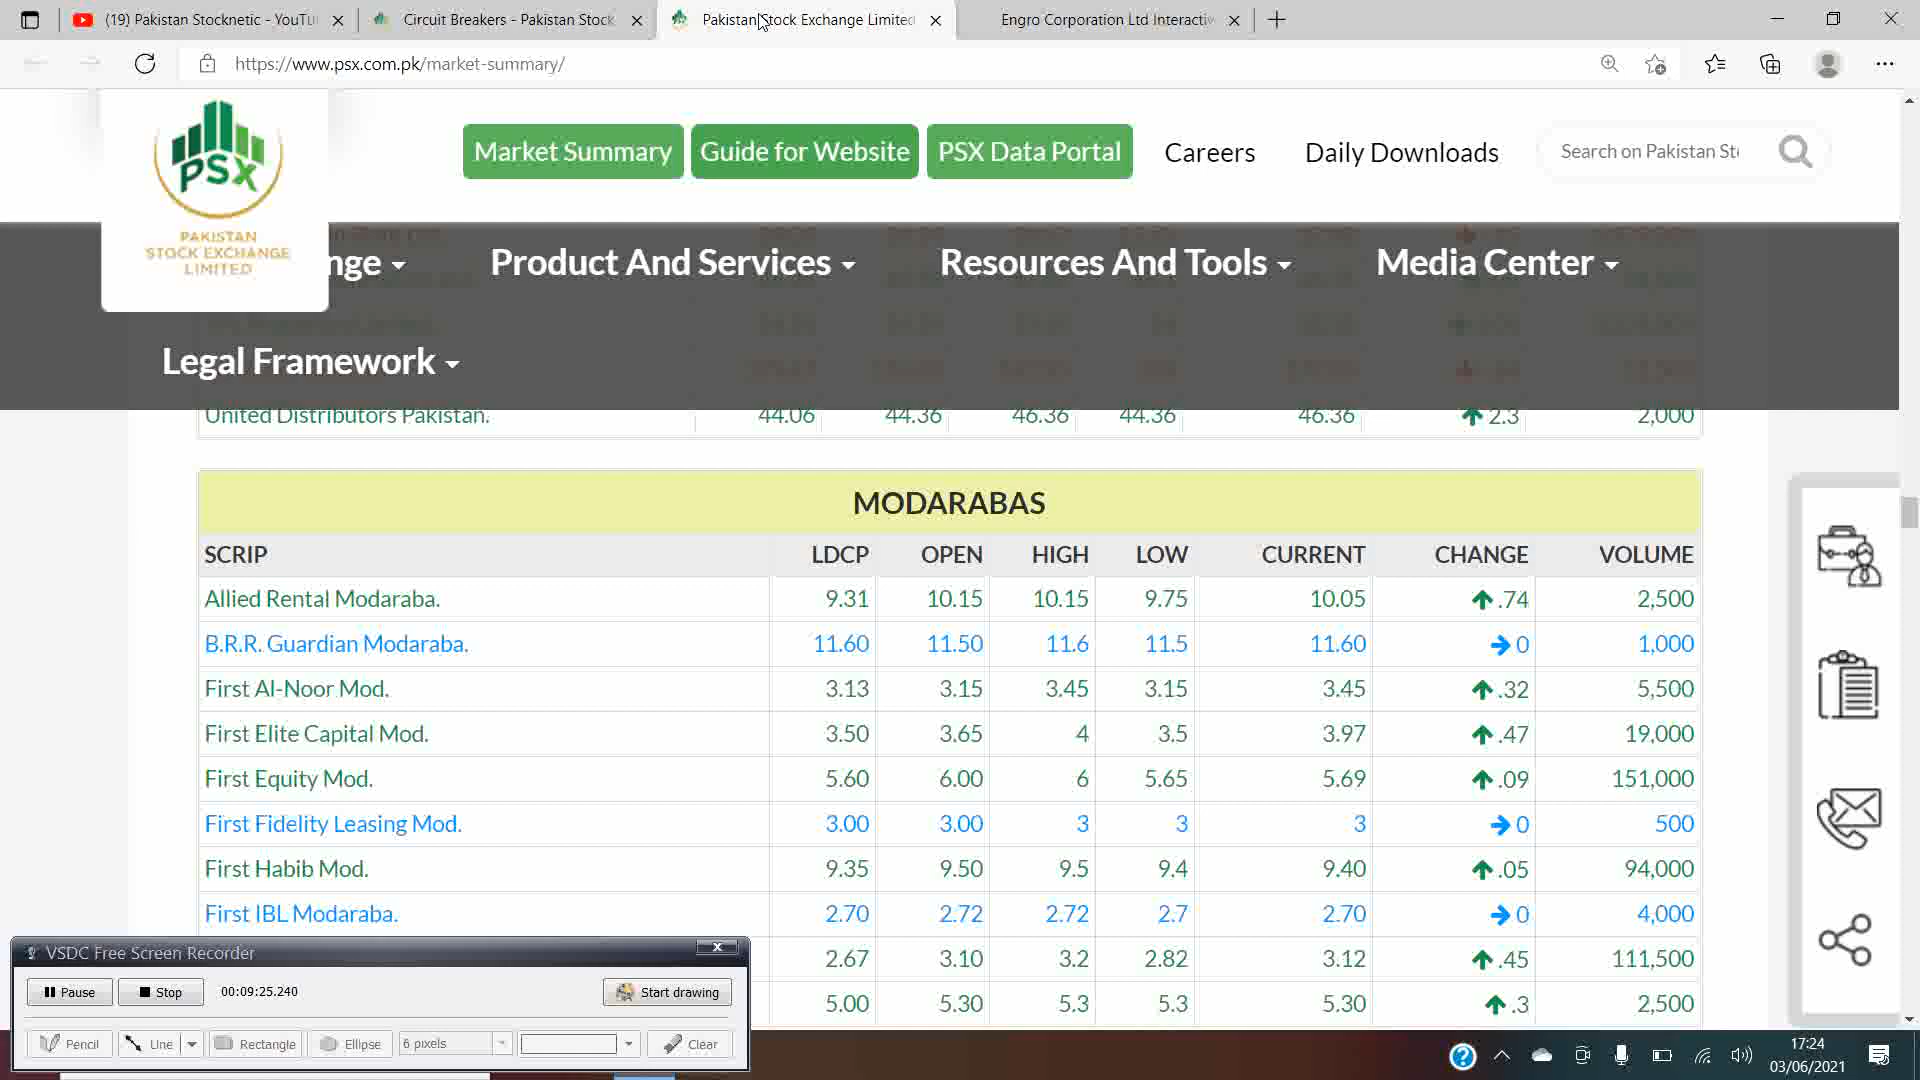 (19) Pakistan Stocknetic - YouTu
Circuit Breakers - Pakistan Stock
Pakistan Stock Exchange Limited
Engro Corporation Ltd Interactiv
https://www.psx.com.pk/market-summary/
PSX
PAKISTAN
STOCK EXCHANGE
LIMITED
Market Summary
Guide for Website
PSX Data Portal
Careers
Daily Downloads
Search on Pakistan St
nge
Product And Services
Resources And Tools
Media Center
Legal Framework
United Distributors Pakistan. 44.06 44.36 46.36 44.36 46.36 2.3 2,000
MODARABAS
SCRIP LDCP OPEN HIGH LOW CURRENT CHANGE VOLUME
Allied Rental Modaraba. 9.31 10.15 10.15 9.75 10.05 .74 2,500
B.R.R. Guardian Modaraba. 11.60 11.50 11.6 11.5 11.60 0 1,000
First Al-Noor Mod. 3.13 3.15 3.45 3.15 3.45 .32 5,500
First Elite Capital Mod. 3.50 3.65 4 3.5 3.97 .47 19,000
First Equity Mod. 5.60 6.00 6 5.65 5.69 .09 151,000
First Fidelity Leasing Mod. 3.00 3.00 3 3 3 0 500
First Habib Mod. 9.35 9.50 9.5 9.4 9.40 .05 94,000
First IBL Modaraba. 2.70 2.72 2.72 2.7 2.70 0 4,000
2.67 3.10 3.2 2.82 3.12 .45 111,500
5.00 5.30 5.3 5.3 5.30 .3 2,500
VSDC Free Screen Recorder
Pause
Stop
00:09:25.240
Start drawing
Pencil
Line
Rectangle
Ellipse
6 pixels
Clear
17:24
03/06/2021